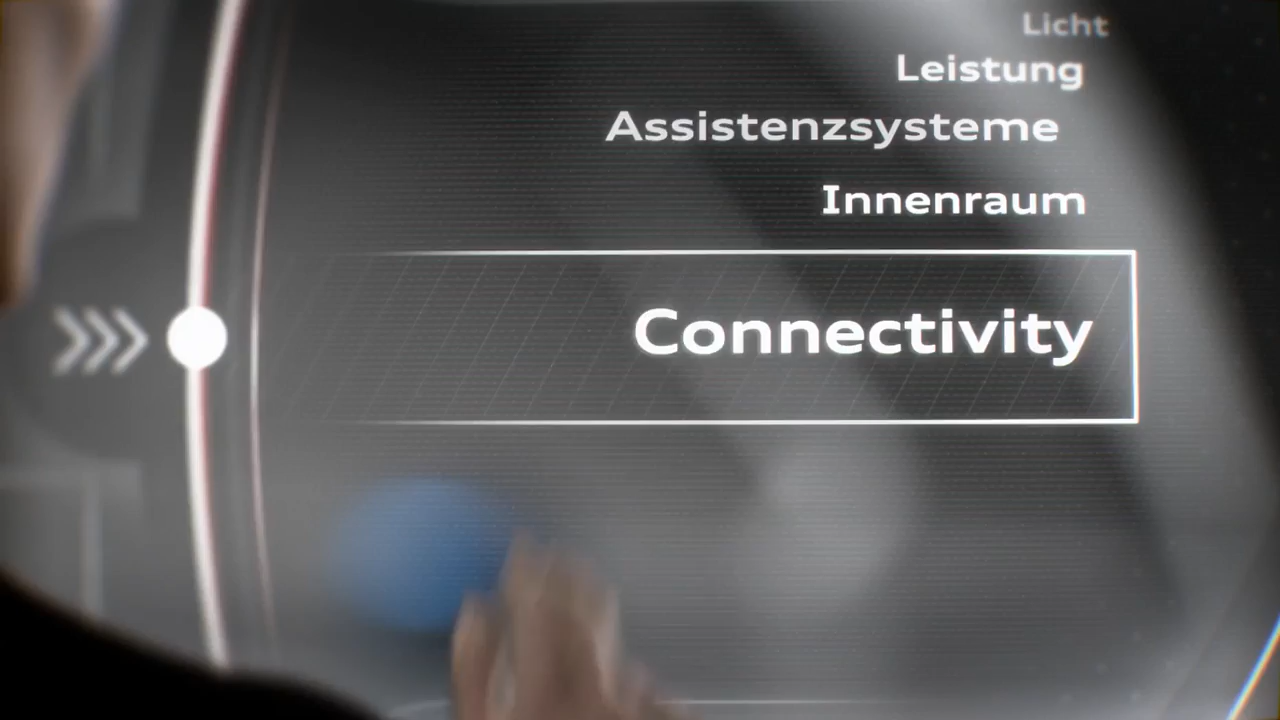 Licht
Leistung
Assistenzsysteme
Innenraum
Connectivity